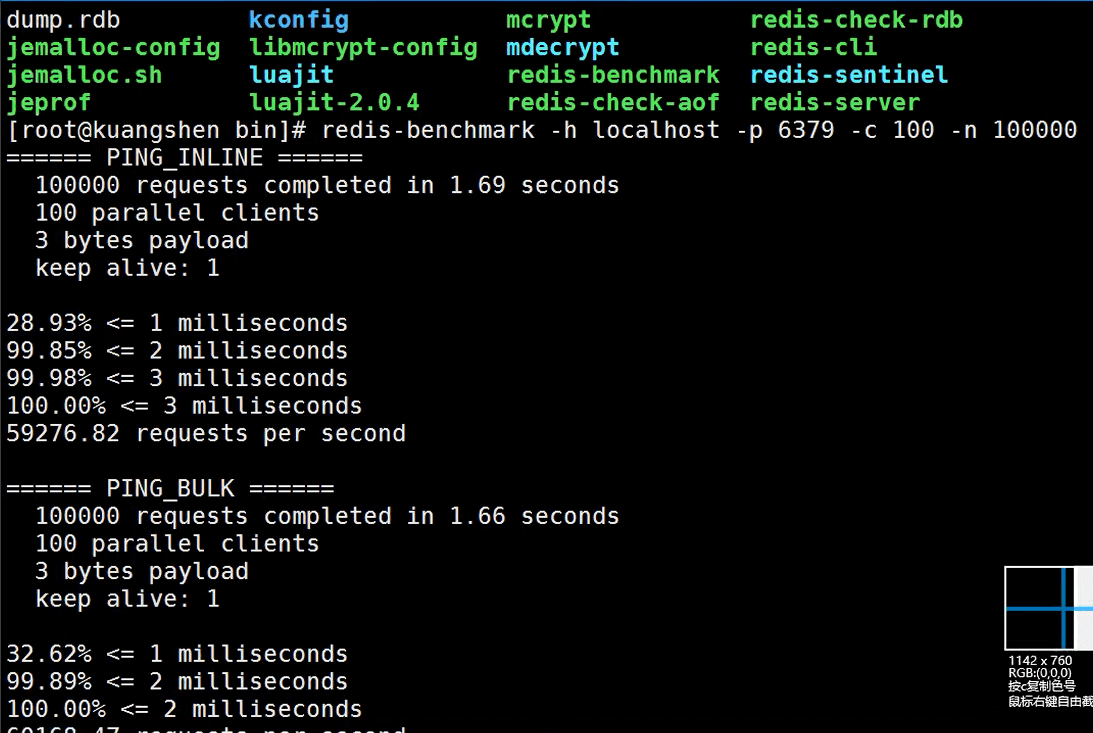 dump.rdb kconfig mcrypt redis-check-rdb
jemalloc-config libmcrypt-config mdecrypt redis-cli
jemalloc.sh luajit redis-benchmark redis-sentinel
jeprof luajit-2.0.4 redis-check-aof redis-server
[root@kuangshen bin]# redis-benchmark -h localhost -p 6379 -c 100 -n 100000
====== PING_INLINE ======
100000 requests completed in 1.69 seconds
100 parallel clients
3 bytes payload
keep alive: 1
28.93% <= 1 milliseconds
99.85% <= 2 milliseconds
99.98% <= 3 milliseconds
100.00% <= 3 milliseconds
59276.82 requests per second
====== PING_BULK ======
100000 requests completed in 1.66 seconds
100 parallel clients
3 bytes payload
keep alive: 1
32.62% <= 1 milliseconds
99.89% <= 2 milliseconds
100.00% <= 2 milliseconds
60168.47 requests per second
1142 x 760
RGB:(0,0,0)
按c复制色号
鼠标右键自由截